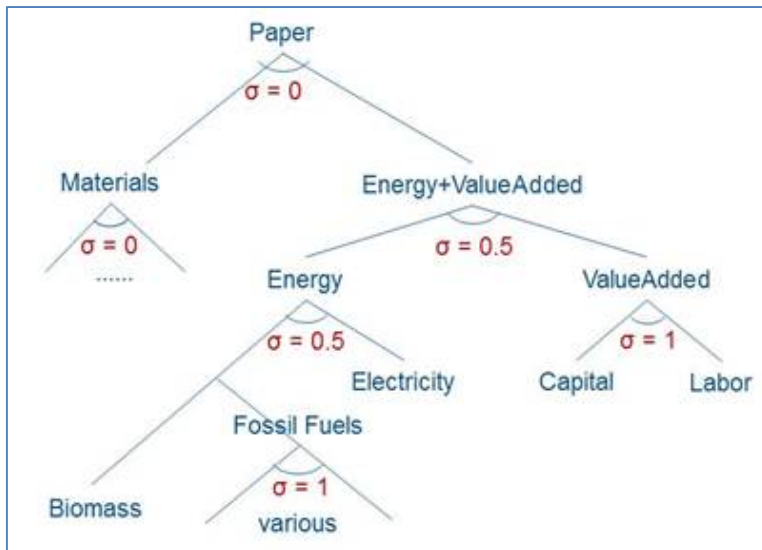 Paper
σ = 0
Materials
Energy+ValueAdded
σ = 0
σ = 0.5
......
Energy
ValueAdded
σ = 0.5
σ = 1
Electricity
Capital
Labor
Fossil Fuels
σ = 1
Biomass
various